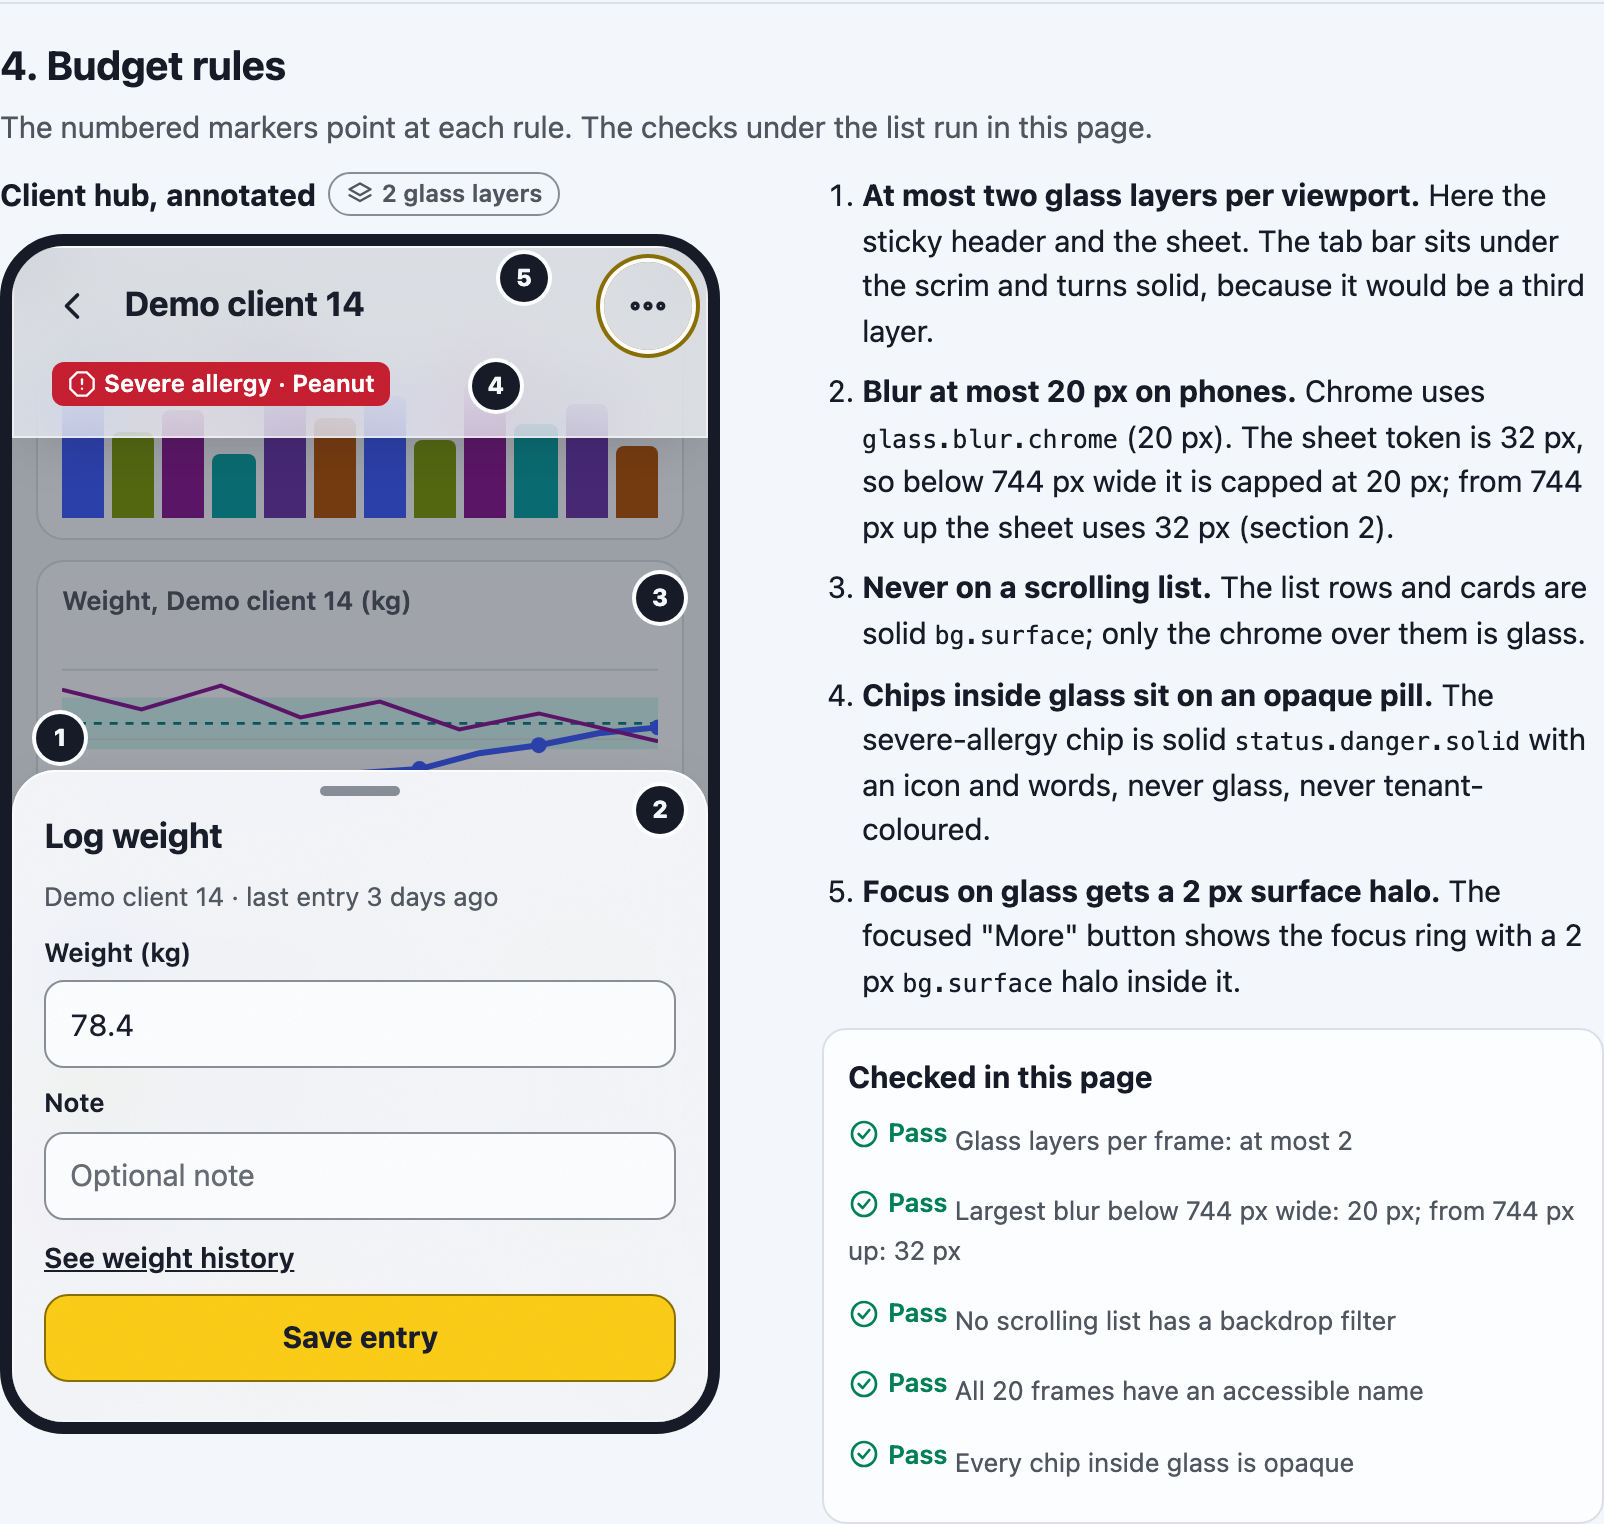 4. Budget rules
The numbered markers point at each rule. The checks under the list run in this page.
Client hub, annotated
2 glass layers
5
Demo client 14
Severe allergy · Peanut
4
Weight, Demo client 14 (kg)
3
1
2
Log weight
Demo client 14 · last entry 3 days ago
Weight (kg)
78.4
Note
Optional note
See weight history
Save entry
1. At most two glass layers per viewport. Here the
sticky header and the sheet. The tab bar sits under
the scrim and turns solid, because it would be a third
layer.
2. Blur at most 20 px on phones. Chrome uses
glass.blur.chrome (20 px). The sheet token is 32 px,
so below 744 px wide it is capped at 20 px; from 744
px up the sheet uses 32 px (section 2).
3. Never on a scrolling list. The list rows and cards are
solid bg.surface; only the chrome over them is glass.
4. Chips inside glass sit on an opaque pill. The
severe-allergy chip is solid status.danger.solid with
an icon and words, never glass, never tenant-
coloured.
5. Focus on glass gets a 2 px surface halo. The
focused "More" button shows the focus ring with a 2
px bg.surface halo inside it.
Checked in this page
Pass Glass layers per frame: at most 2
Pass Largest blur below 744 px wide: 20 px; from 744 px
up: 32 px
Pass No scrolling list has a backdrop filter
Pass All 20 frames have an accessible name
Pass Every chip inside glass is opaque